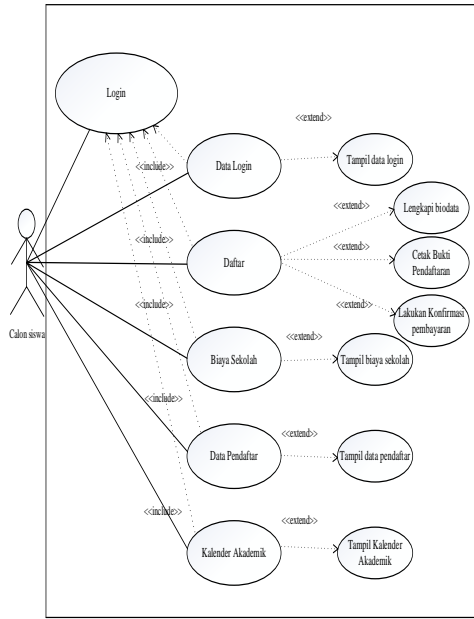 Login
<<extend>>
<<include>>
Data Login
Tampil data login
<<extend>>
Lengkapi biodata
<<include>>
Daftar
<<extend>>
Cetak Bukti
Pendaftaran
<<include>>
<<extend>>
Lakukan Konfirmasi
pembayaran
Calon siswa
Biaya Sekolah
<<extend>>
Tampil biaya sekolah
<<include>>
<<extend>>
Data Pendaftar
Tampil data pendaftar
<<include>>
<<extend>>
Kalender Akademik
Tampil Kalender
Akademik